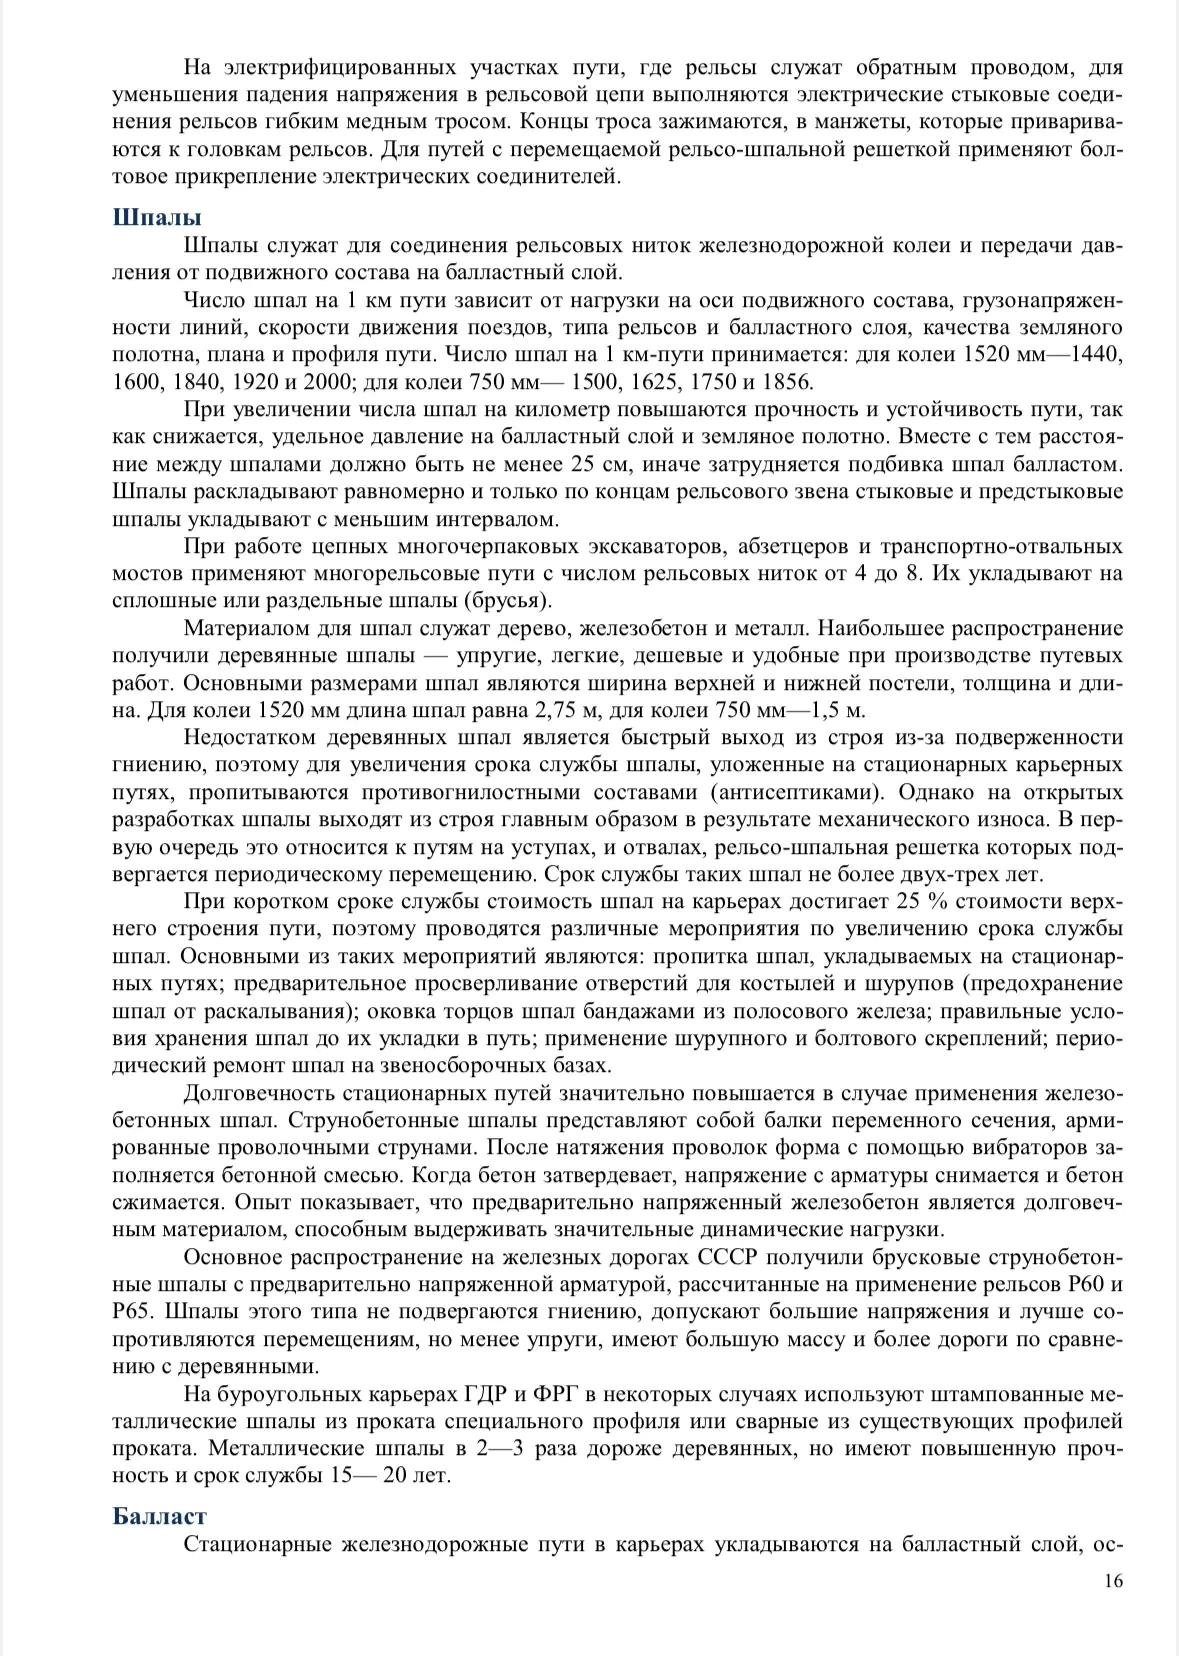 На электрифицированных участках пути, где рельсы служат обратным проводом, для
уменьшения падения напряжения в рельсовой цепи выполняются электрические стыковые соеди-
нения рельсов гибким медным тросом. Концы троса зажимаются, в манжеты, которые приварива-
ются к головкам рельсов. Для путей с перемещаемой рельсо-шпальной решеткой применяют бол-
товое прикрепление электрических соединителей.
Шпалы
Шпалы служат для соединения рельсовых ниток железнодорожной колеи и передачи дав-
ления от подвижного состава на балластный слой.
Число шпал на 1 км пути зависит от нагрузки на оси подвижного состава, грузонапряжен-
ности линий, скорости движения поездов, типа рельсов и балластного слоя, качества земляного
полотна, плана и профиля пути. Число шпал на 1 км-пути принимается: для колеи 1520 мм—1440,
1600, 1840, 1920 и 2000; для колеи 750 мм— 1500, 1625, 1750 и 1856.
При увеличении числа шпал на километр повышаются прочность и устойчивость пути, так
как снижается, удельное давление на балластный слой и земляное полотно. Вместе с тем расстоя-
ние между шпалами должно быть не менее 25 см, иначе затрудняется подбивка шпал балластом.
Шпалы раскладывают равномерно и только по концам рельсового звена стыковые и предстыковые
шпалы укладывают с меньшим интервалом.
При работе цепных многочерпаковых экскаваторов, абзетцеров и транспортно-отвальных
мостов применяют многорельсовые пути с числом рельсовых ниток от 4 до 8. Их укладывают на
сплошные или раздельные шпалы (брусья).
Материалом для шпал служат дерево, железобетон и металл. Наибольшее распространение
получили деревянные шпалы — упругие, легкие, дешевые и удобные при производстве путевых
работ. Основными размерами шпал являются ширина верхней и нижней постели, толщина и дли-
на. Для колеи 1520 мм длина шпал равна 2,75 м, для колеи 750 мм—1,5 м.
Недостатком деревянных шпал является быстрый выход из строя из-за подверженности
гниению, поэтому для увеличения срока службы шпалы, уложенные на стационарных карьерных
путях, пропитываются противогнилостными составами (антисептиками). Однако на открытых
разработках шпалы выходят из строя главным образом в результате механического износа. В пер-
вую очередь это относится к путям на уступах, и отвалах, рельсо-шпальная решетка которых под-
вергается периодическому перемещению. Срок службы таких шпал не более двух-трех лет.
При коротком сроке службы стоимость шпал на карьерах достигает 25 % стоимости верх-
него строения пути, поэтому проводятся различные мероприятия по увеличению срока службы
шпал. Основными из таких мероприятий являются: пропитка шпал, укладываемых на стационар-
ных путях; предварительное просверливание отверстий для костылей и шурупов (предохранение
шпал от раскалывания); оковка торцов шпал бандажами из полосового железа; правильные усло-
вия хранения шпал до их укладки в путь; применение шурупного и болтового скреплений; перио-
дический ремонт шпал на звеносборочных базах.
Долговечность стационарных путей значительно повышается в случае применения железо-
бетонных шпал. Струнобетонные шпалы представляют собой балки переменного сечения, арми-
рованные проволочными струнами. После натяжения проволок форма с помощью вибраторов за-
полняется бетонной смесью. Когда бетон затвердевает, напряжение с арматуры снимается и бетон
сжимается. Опыт показывает, что предварительно напряженный железобетон является долговеч-
ным материалом, способным выдерживать значительные динамические нагрузки.
Основное распространение на железных дорогах СССР получили брусковые струнобетон-
ные шпалы с предварительно напряженной арматурой, рассчитанные на применение рельсов Р60 и
Р65. Шпалы этого типа не подвергаются гниению, допускают большие напряжения и лучше со-
противляются перемещениям, но менее упруги, имеют большую массу и более дороги по сравне-
нию с деревянными.
На буроугольных карьерах ГДР и ФРГ в некоторых случаях используют штампованные ме-
таллические шпалы из проката специального профиля или сварные из существующих профилей
проката. Металлические шпалы в 2—3 раза дороже деревянных, но имеют повышенную проч-
ность и срок службы 15— 20 лет.
Балласт
Стационарные железнодорожные пути в карьерах укладываются на балластный слой, ос-
16